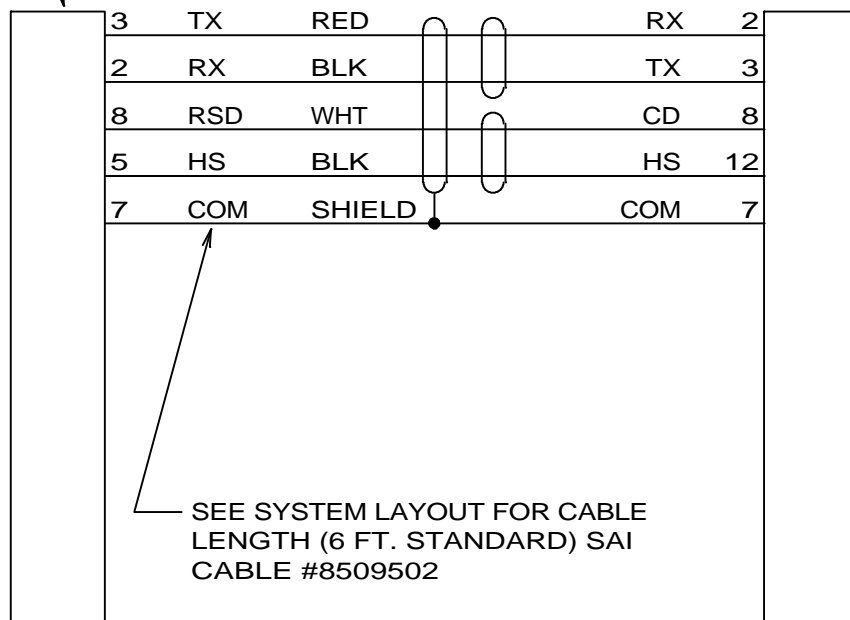 3 TX RED RX 2
2 RX BLK TX 3
8 RSD WHT CD 8
5 HS BLK HS 12
7 COM SHIELD COM 7
SEE SYSTEM LAYOUT FOR CABLE
LENGTH (6 FT. STANDARD) SAI
CABLE #8509502